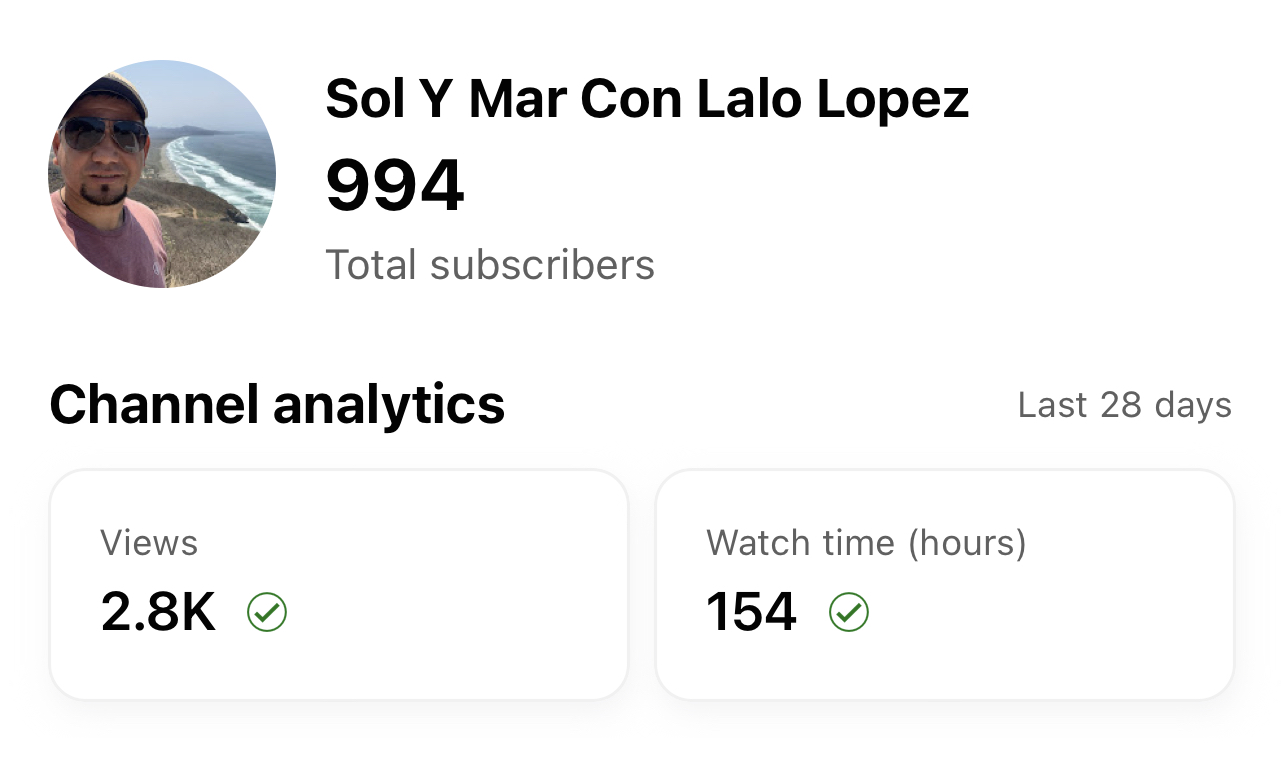 Sol Y Mar Con Lalo Lopez
994
Total subscribers
Channel analytics
Last 28 days
Views
2.8K
Watch time (hours)
154